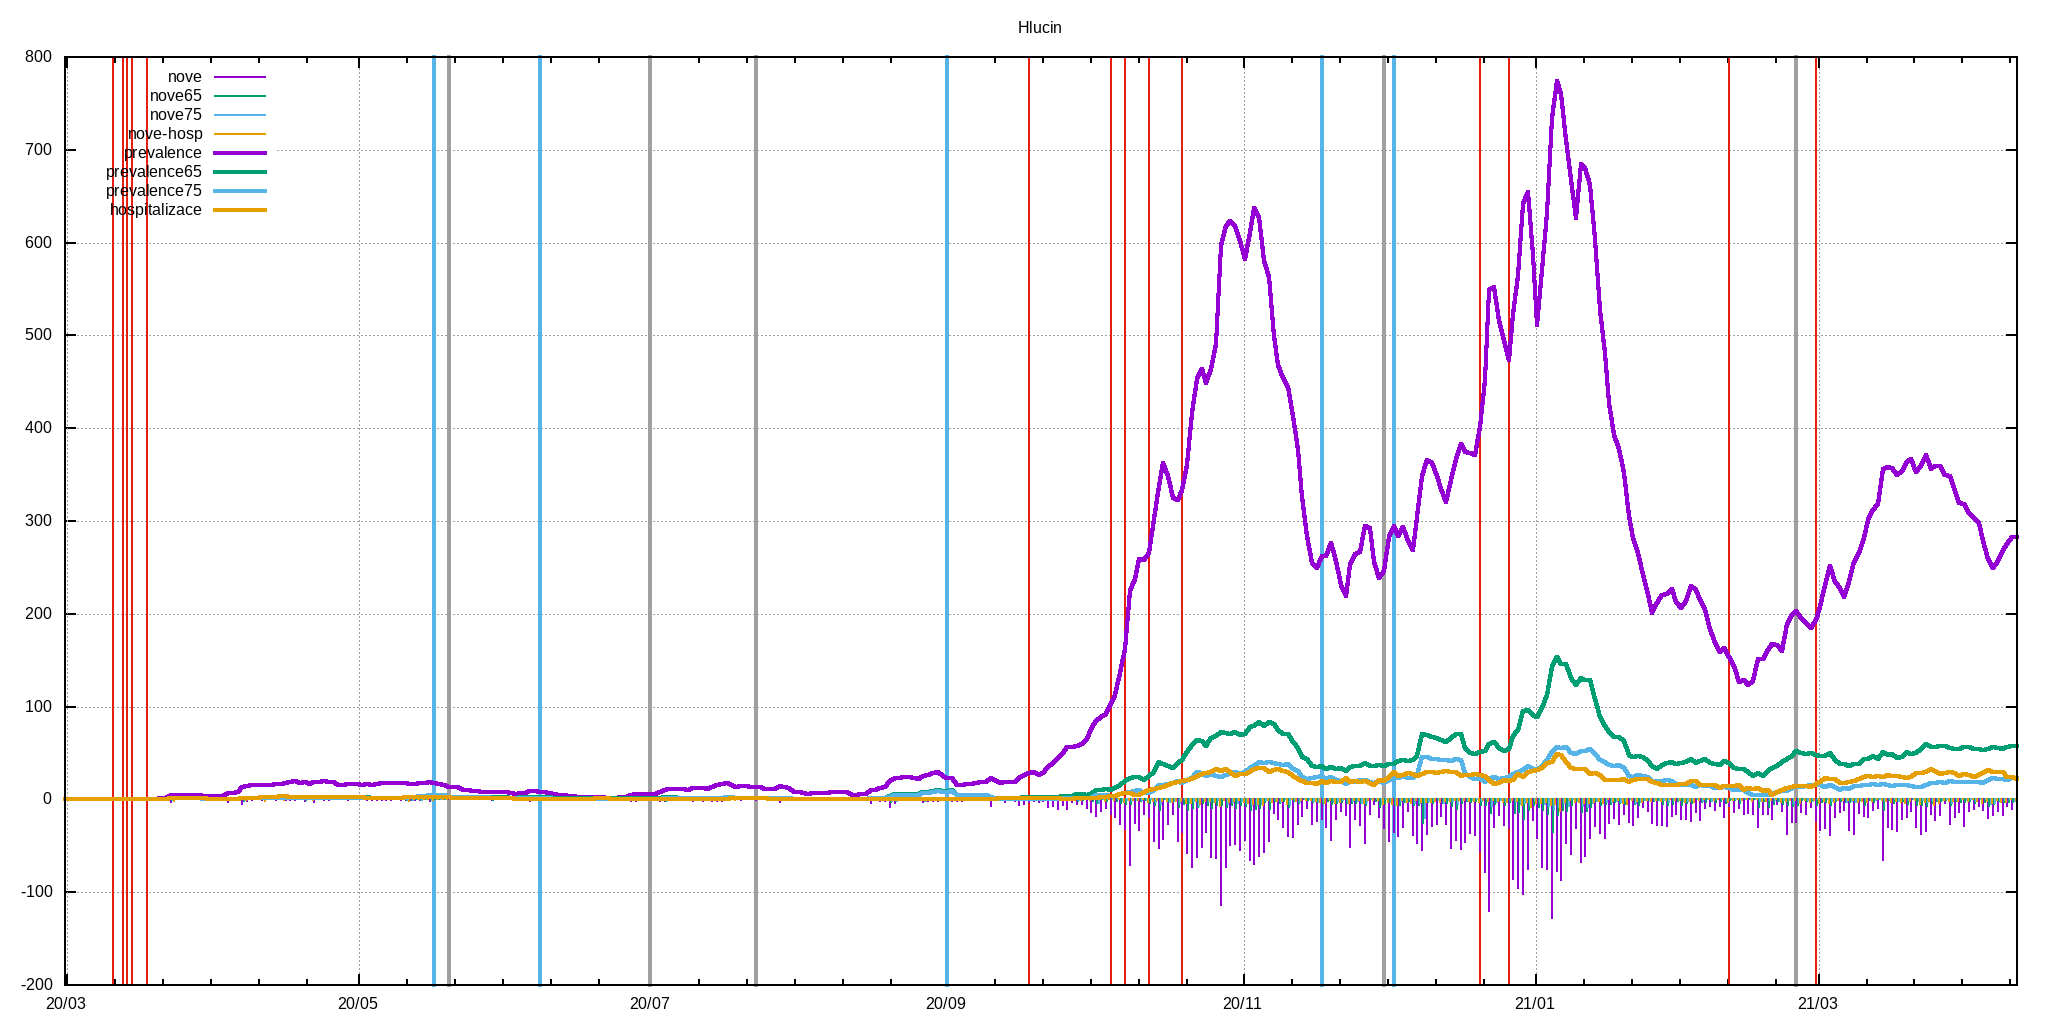 Hlucin
800
700
600
500
400
300
200
100
0
-100
-200
nove
nove65
nove75
nove-hosp
prevalence
prevalence65
prevalence75
hospitalizace
20/03 20/05 20/07 20/09 20/11 21/01 21/03